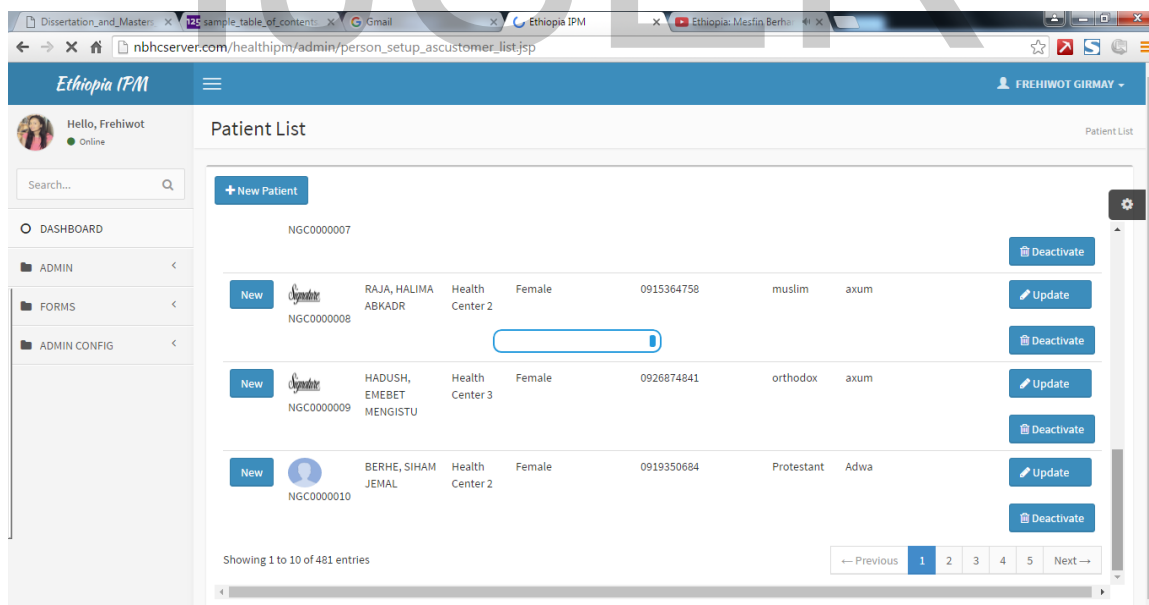 IJOCLER
Dissertation_and_Masters
sample_table_of_contents
Gmail
Ethiopia IPM
Ethiopia: Mesfin Berha
nbhcserver.com/healthipm/admin/person_setup_ascustomer_list.jsp
Ethiopia IPM
FREHIWOT GIRMAY
Hello, Frehiwot
Online
Patient List
Patient List
Search...
New Patient
DASHBOARD
ADMIN
FORMS
ADMIN CONFIG
NGC0000007
Deactivate
New
Signature
NGC0000008
RAJA, HALIMA
ABKADR
Health
Center 2
Female
0915364758
muslim
axum
Update
Deactivate
New
Signature
NGC0000009
HADUSH,
EMEBET
MENGISTU
Health
Center 3
Female
0926874841
orthodox
axum
Update
Deactivate
New
NGC0000010
BERHE, SIHAM
JEMAL
Health
Center 2
Female
0919350684
Protestant
Adwa
Update
Deactivate
Showing 1 to 10 of 481 entries
← Previous 1 2 3 4 5 Next →